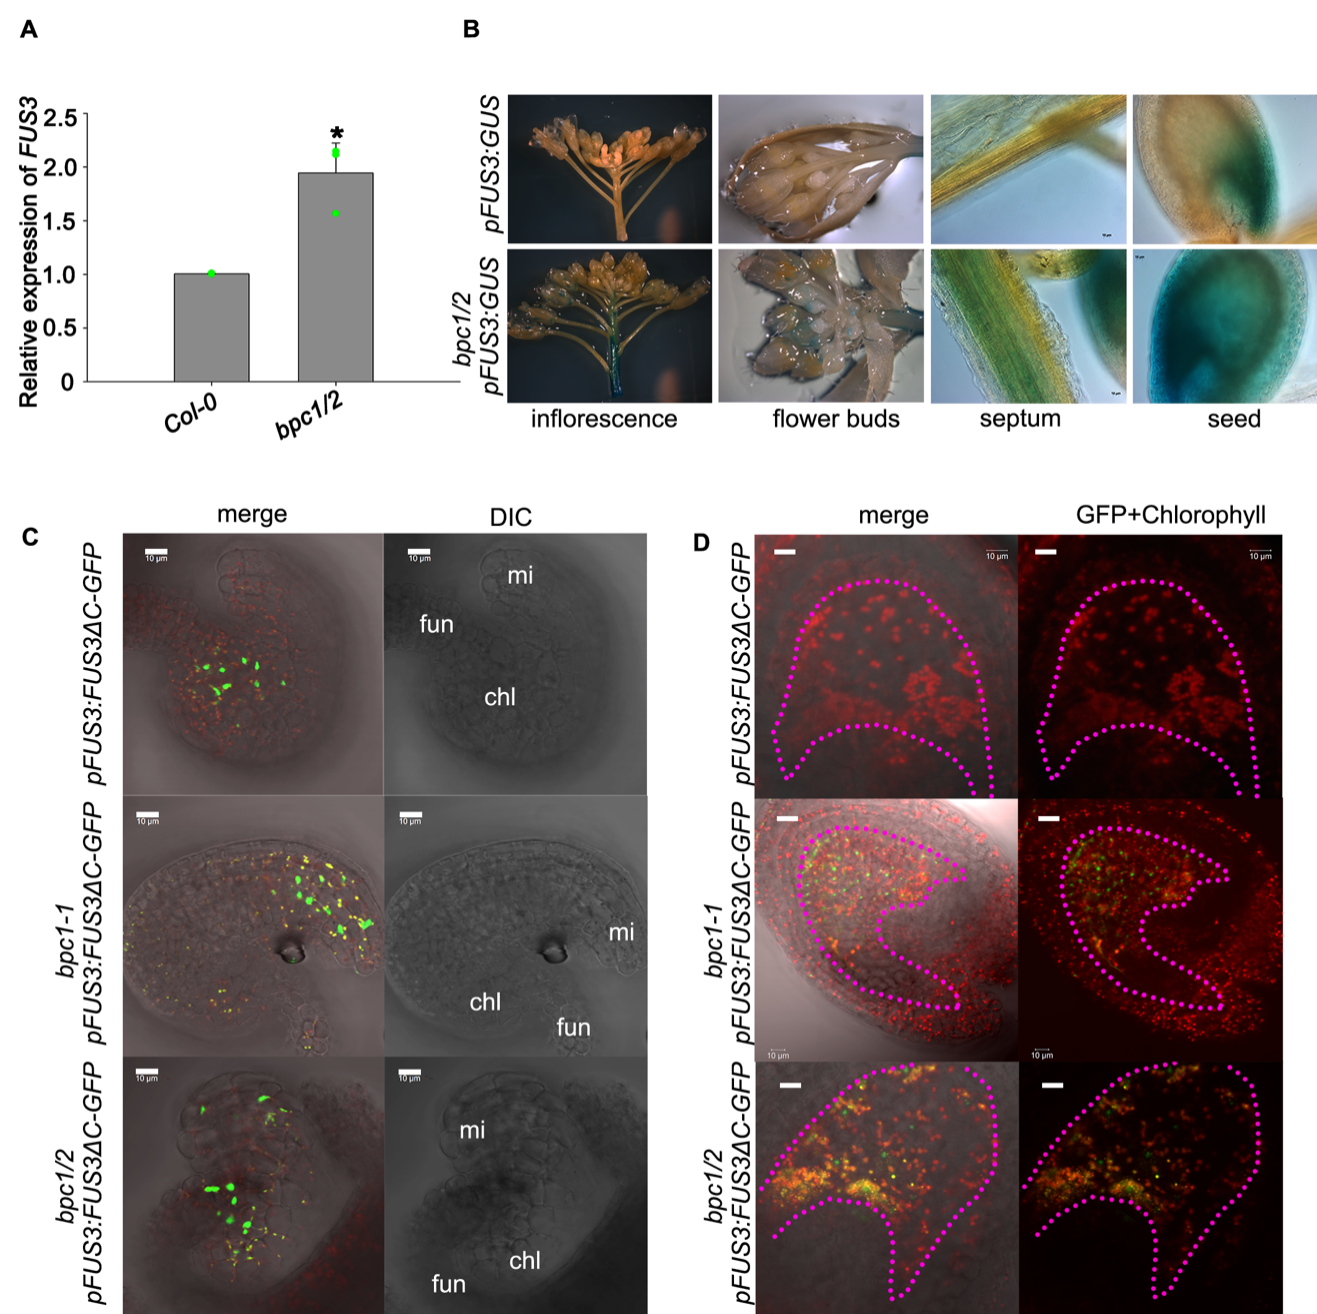 A
Relative expression of FUS3
2.5
2.0
1.5
1.0
0.5
0
*
Col-0
bpc1/2
B
pFUS3:GUS
bpc1/2
pFUS3:GUS
10 µm
inflorescence
flower buds
septum
seed
C
merge
DIC
pFUS3:FUS3ΔC-GFP
10 µm
10 µm
mi
fun
chl
bpc1-1
pFUS3:FUS3ΔC-GFP
10 µm
10 µm
mi
chl
fun
bpc1/2
pFUS3:FUS3ΔC-GFP
10 µm
10 µm
mi
chl
fun
D
merge
GFP+Chlorophyll
pFUS3:FUS3ΔC-GFP
10 µm
10 µm
bpc1-1
pFUS3:FUS3ΔC-GFP
10 µm
10 µm
bpc1/2
pFUS3:FUS3ΔC-GFP